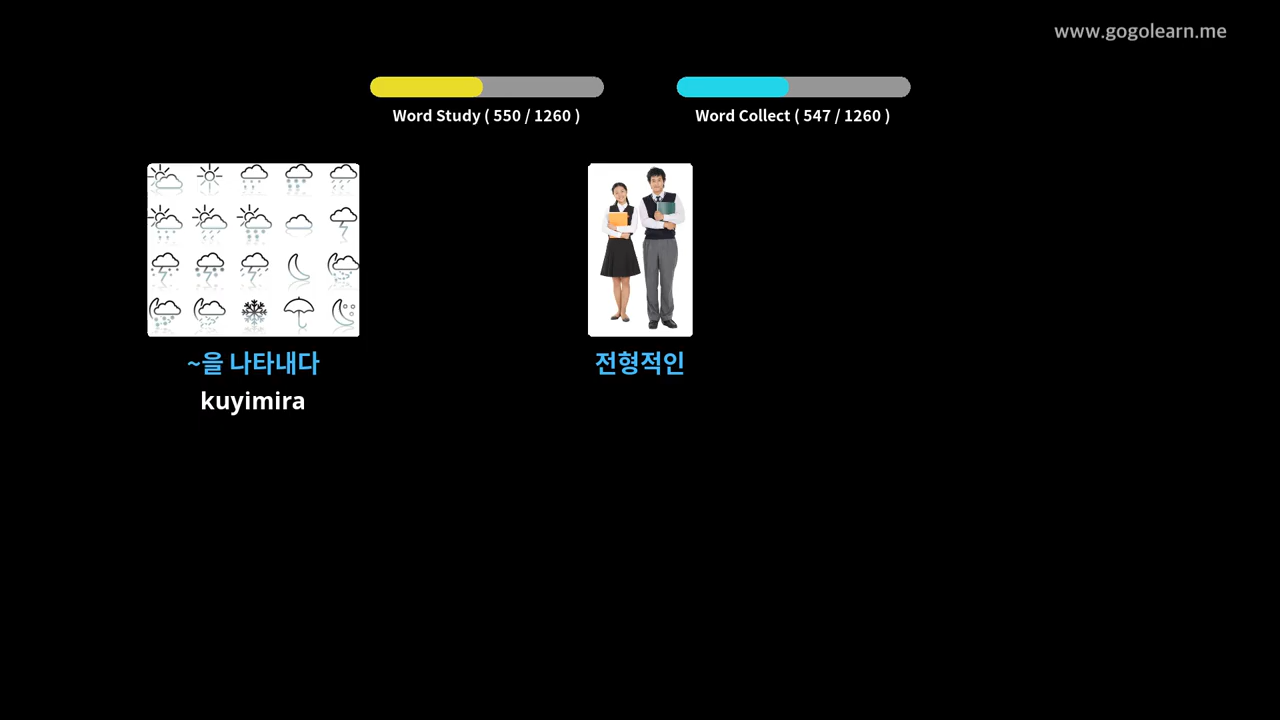 www.gogolearn.me
Word Study ( 550 / 1260 )
Word Collect ( 547 / 1260 )
~을 나타내다
kuyimira
전형적인